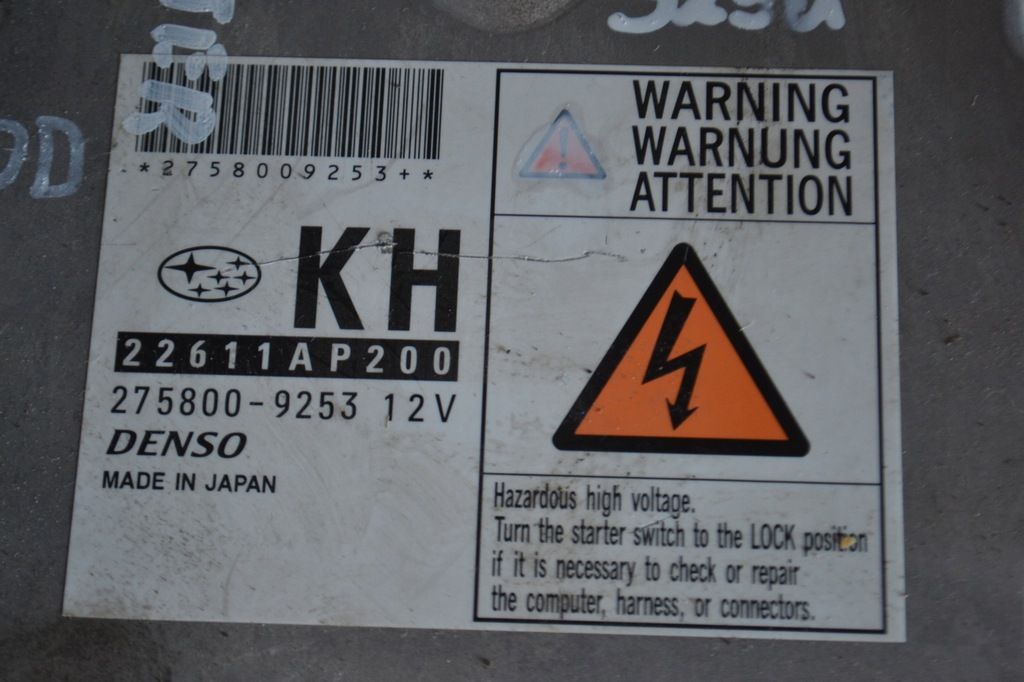 *2758009253+*
KH
22611AP200
275800-9253 12V
DENSO
MADE IN JAPAN
WARNING
WARNUNG
ATTENTION
Hazardous high voltage.
Turn the starter switch to the LOCK position
if it is necessary to check or repair
the computer, harness, or connectors.